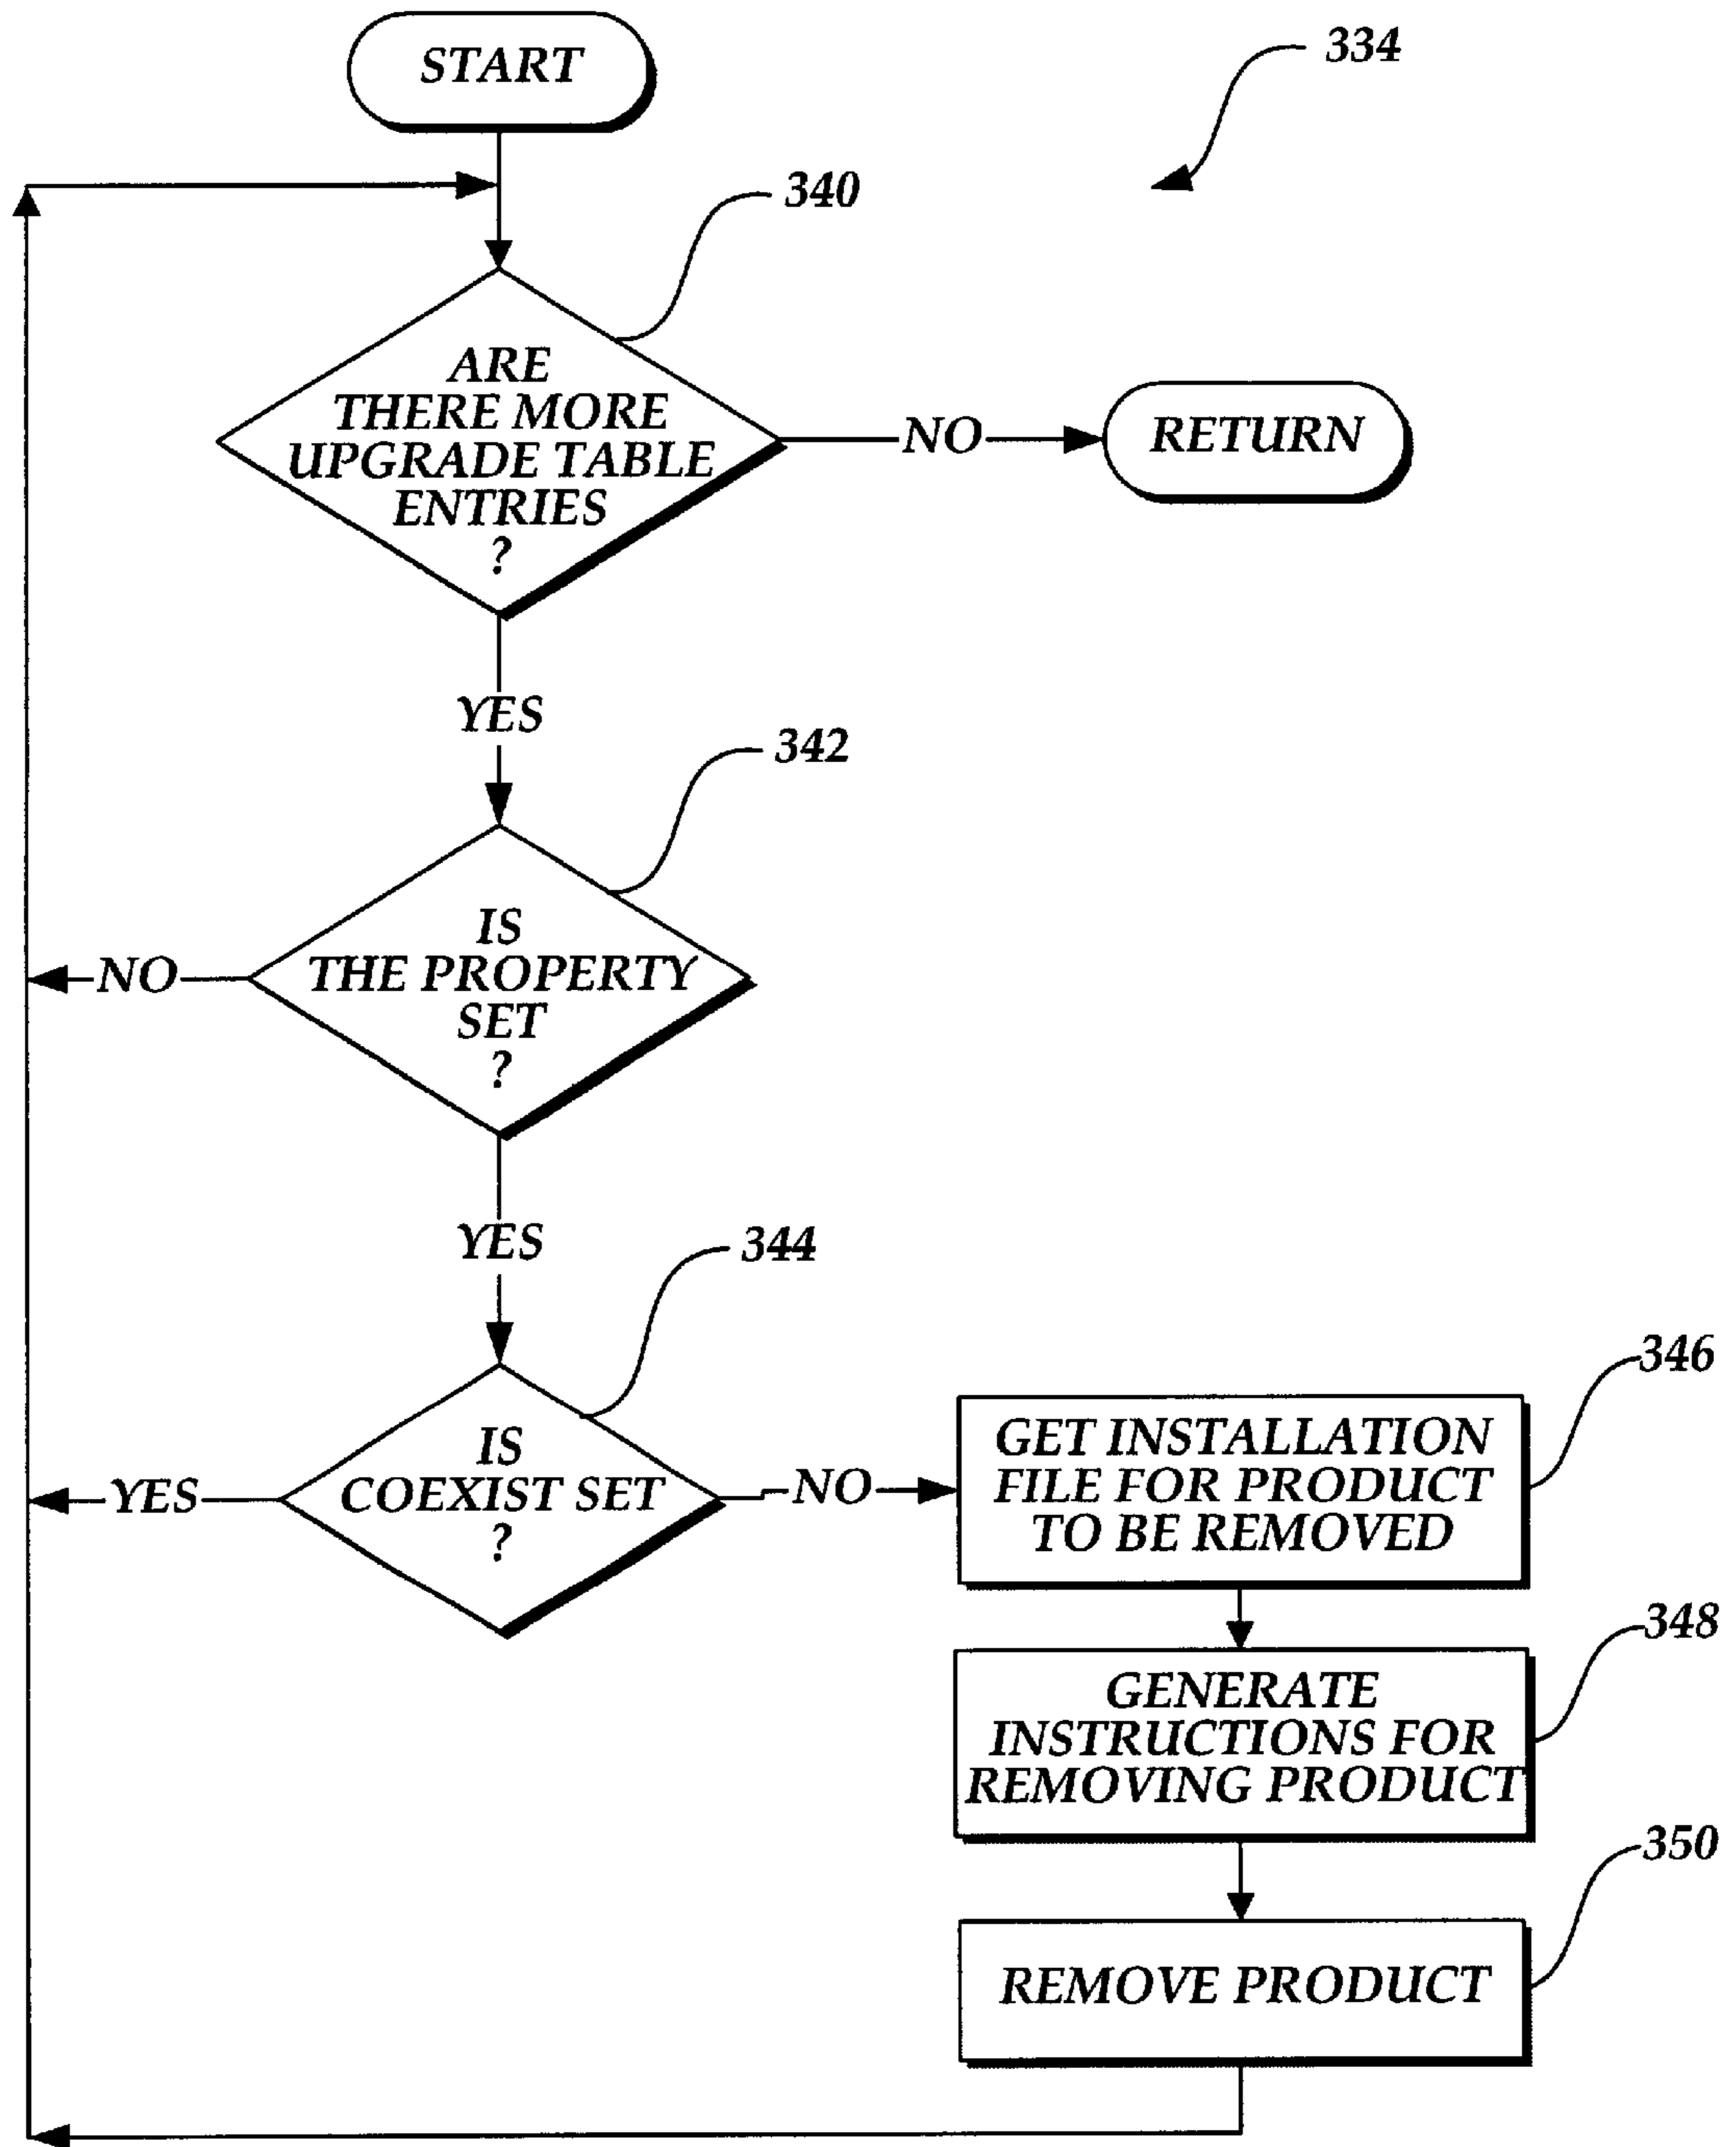 START
334
340
ARE
THERE MORE
UPGRADE TABLE
ENTRIES
?
NO
RETURN
YES
342
IS
THE PROPERTY
SET
?
NO
YES
344
IS
COEXIST SET
?
YES
NO
346
GET INSTALLATION
FILE FOR PRODUCT
TO BE REMOVED
348
GENERATE
INSTRUCTIONS FOR
REMOVING PRODUCT
350
REMOVE PRODUCT